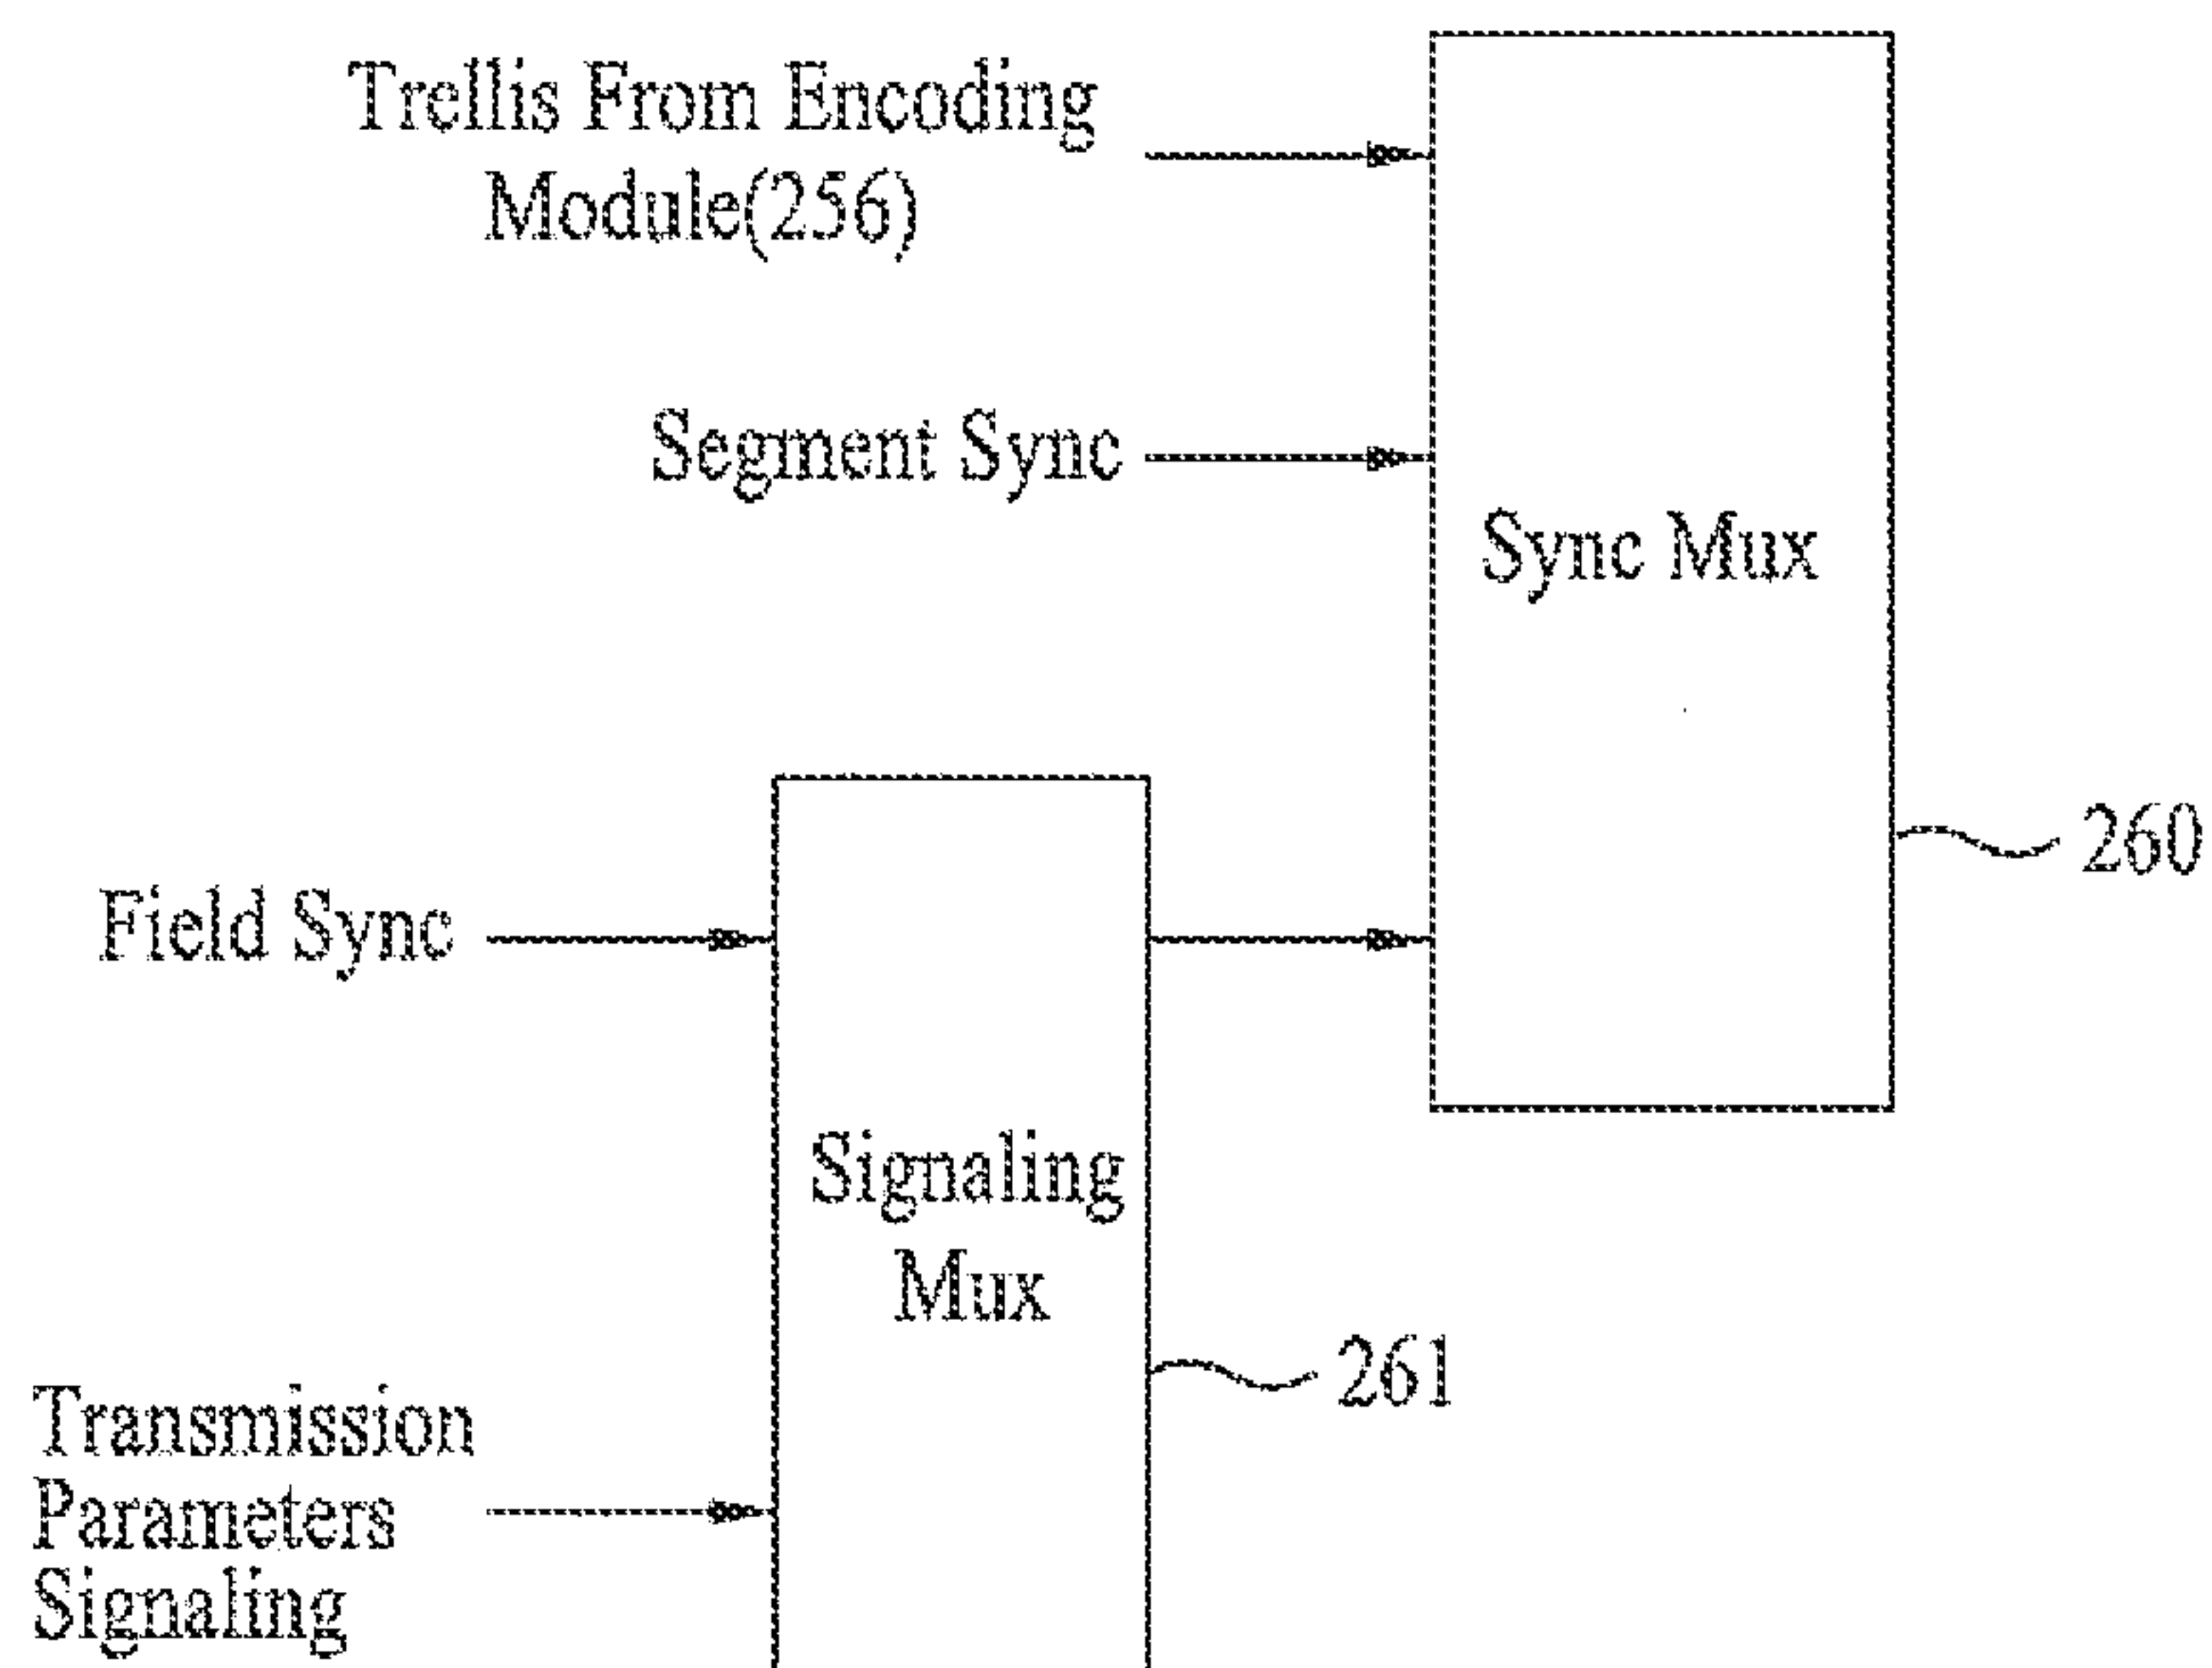 Trellis From Encoding
Module(256)
Segment Sync
Sync Mux
260
Field Sync
Signaling
Mux
261
Transmission
Parameters
Signaling